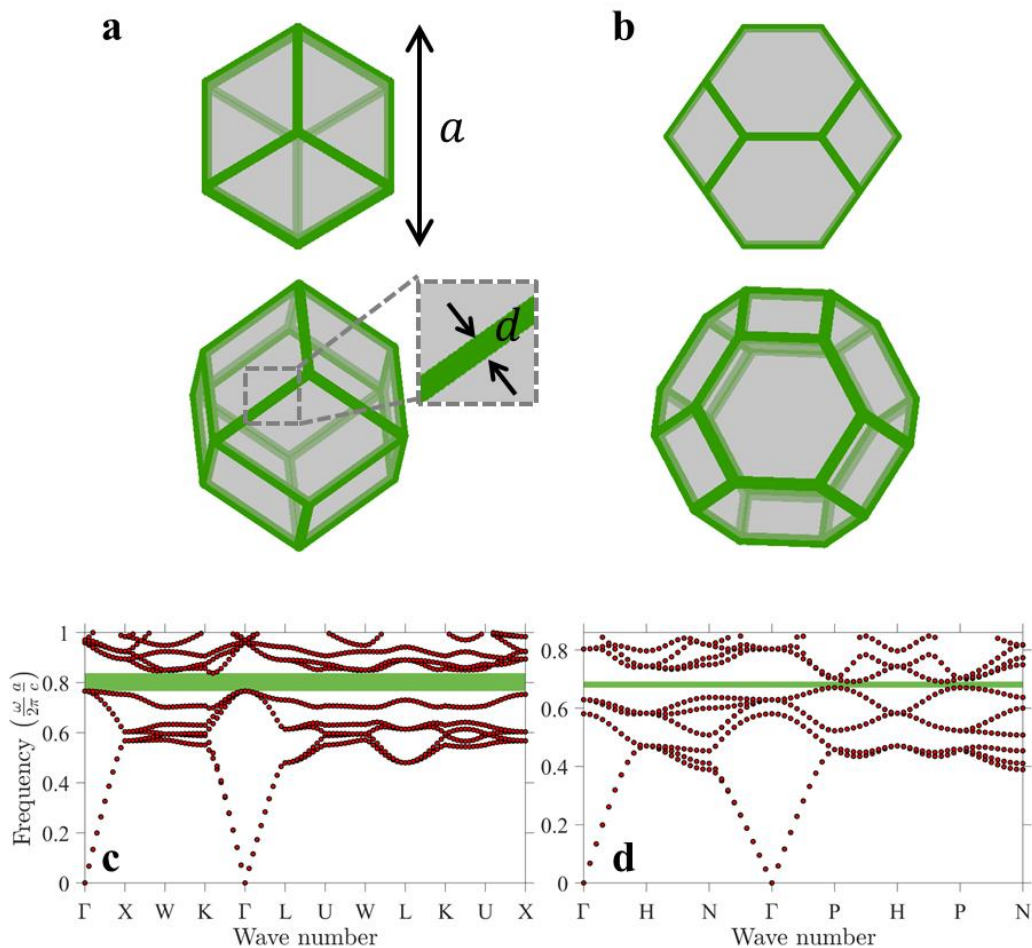 a
b
a
d
Frequency (ω/2π a/c)
1
0.8
0.6
0.4
0.2
0
c
Γ X W K Γ L U W L K U X
Wave number
0.8
0.6
0.4
0.2
0
d
Γ H N Γ P H P N
Wave number